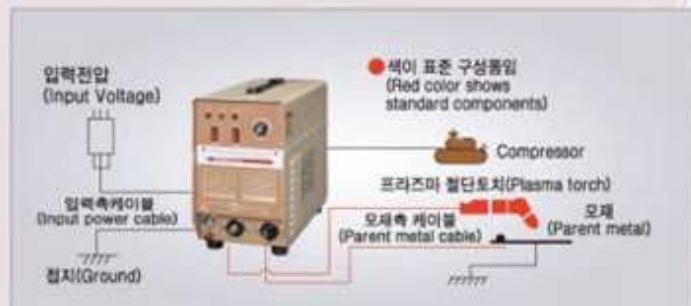 입력전압
(Input Voltage)
색이 표준 구성품임
(Red color shows
standard components)
Compressor
프라즈마 절단토치(Plasma torch)
입력측케이블
(Input power cable)
모재측 케이블
(Parent metal cable)
모재
(Parent metal)
접지(Ground)